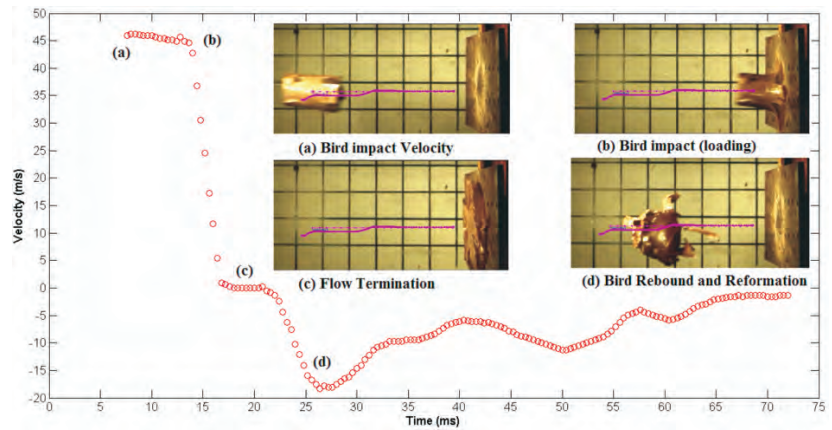 50
45
40
35
30
25
20
15
10
5
0
-5
-10
-15
-20
Velocity (m/s)
(a)
(b)
(c)
(d)
(a) Bird impact Velocity
(b) Bird impact (loading)
(c) Flow Termination
(d) Bird Rebound and Reformation
0 5 10 15 20 25 30 35 40 45 50 55 60 65 70 75
Time (ms)